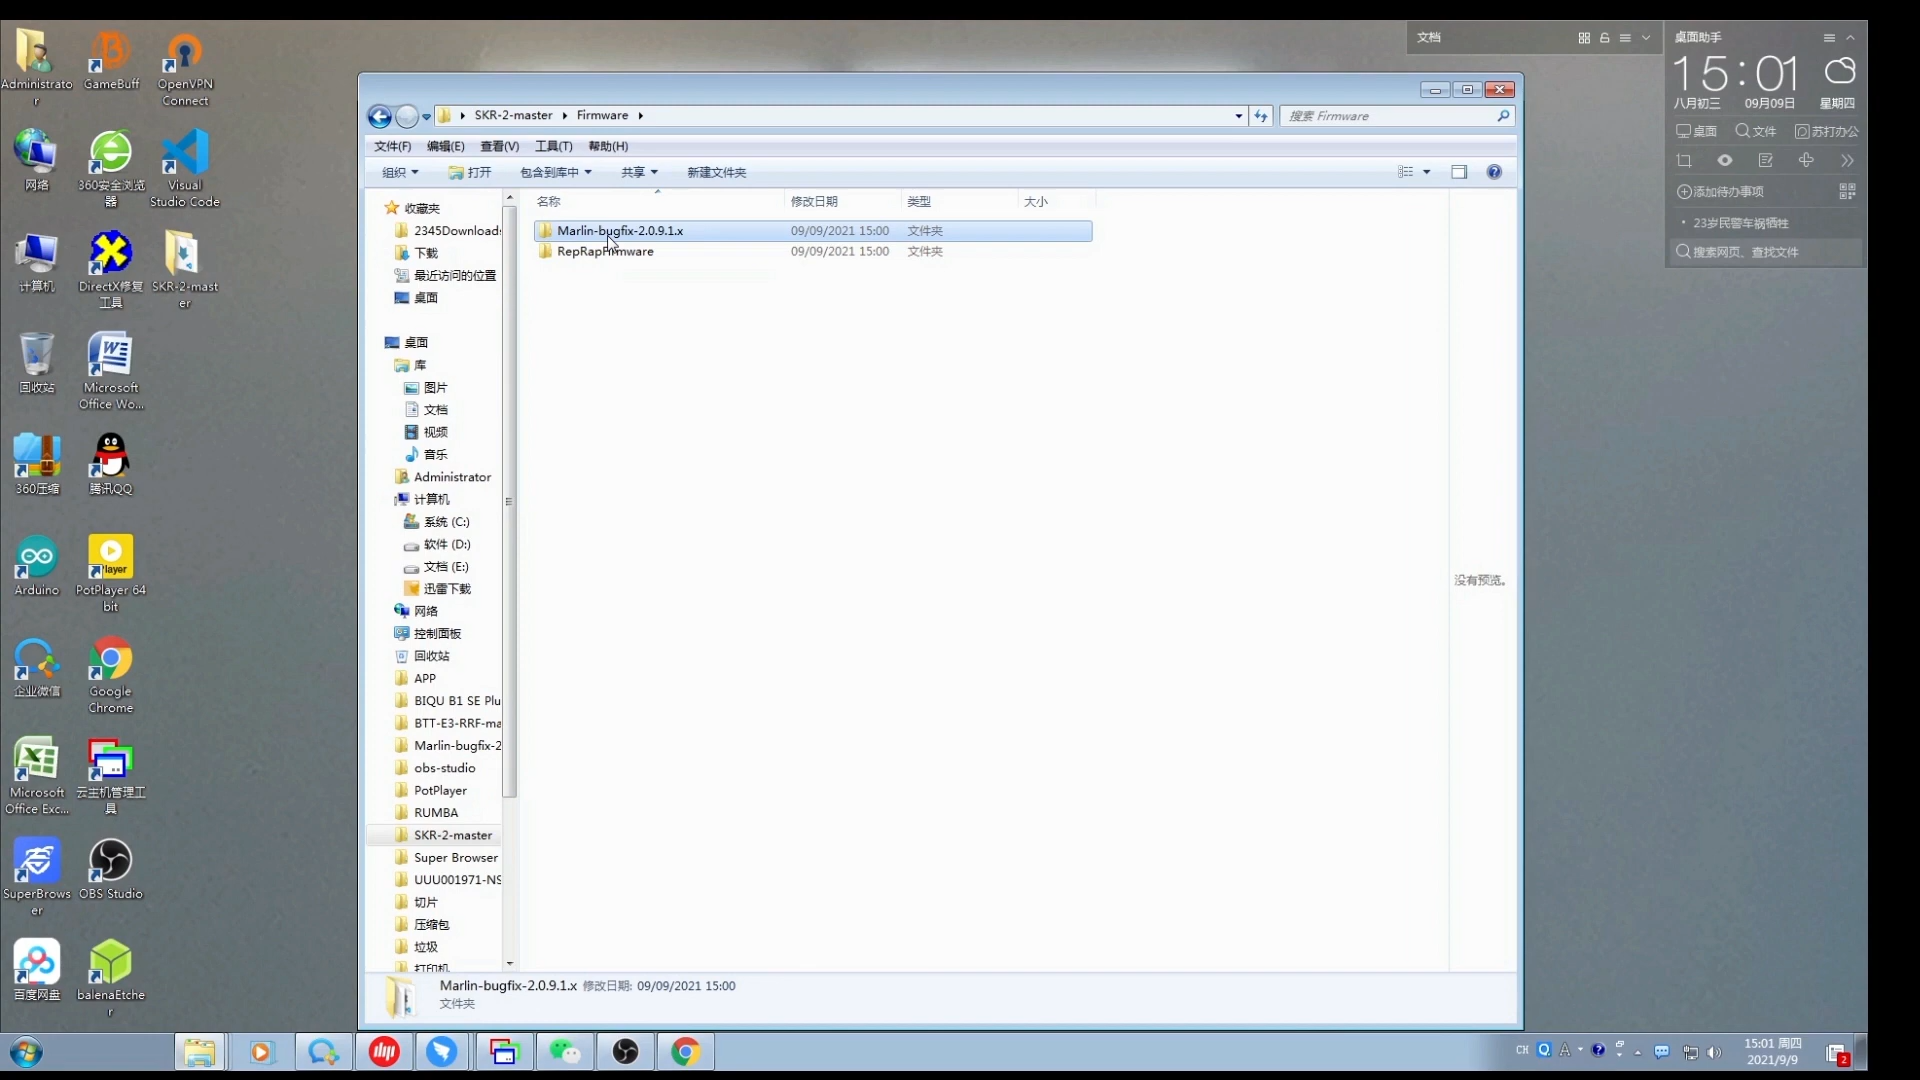 Administrato
r
GameBuff
OpenVPN
Connect
网络
360安全浏览
器
Visual
Studio Code
计算机
DirectX修复
工具
SKR-2-mast
er
回收站
Microsoft
Office Wo...
360压缩
腾讯QQ
Arduino
PotPlayer 64
bit
企业微信
Google
Chrome
Microsoft
Office Exc...
云主机管理工
具
SuperBrows
er
OBS Studio
百度网盘
balenaEtche
r
SKR-2-master
Firmware
搜索 Firmware
文件(F)
编辑(E)
查看(V)
工具(T)
帮助(H)
组织
打开
包含到库中
共享
新建文件夹
收藏夹
2345Downloads
下载
最近访问的位置
桌面
桌面
库
图片
文档
视频
音乐
Administrator
计算机
系统 (C:)
软件 (D:)
文档 (E:)
迅雷下载
网络
控制面板
回收站
APP
BIQU B1 SE Plu
BTT-E3-RRF-ma
Marlin-bugfix-2
obs-studio
PotPlayer
RUMBA
SKR-2-master
Super Browser
UUU001971-NS
切片
压缩包
垃圾
打印机
名称
修改日期
类型
大小
Marlin-bugfix-2.0.9.1.x
09/09/2021 15:00
文件夹
RepRapFirmware
09/09/2021 15:00
文件夹
没有预览。
Marlin-bugfix-2.0.9.1.x 修改日期: 09/09/2021 15:00
文件夹
文档
桌面助手
15:01
八月初三
09月09日
星期四
桌面
文件
苏打办公
添加待办事项
23岁民警车祸牺牲
搜索网页、查找文件
CH
15:01 周四
2021/9/9
2